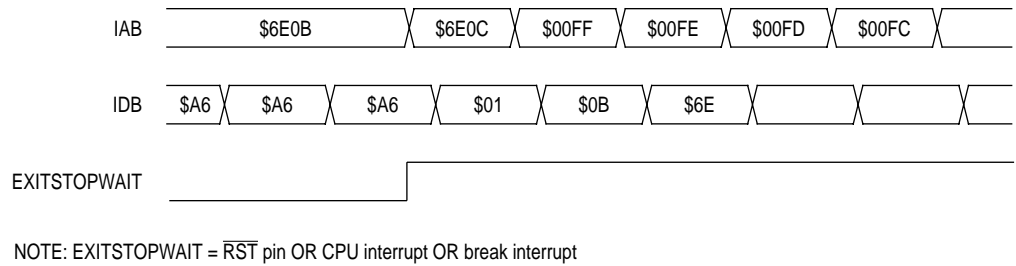 IAB $6E0B $6E0C $00FF $00FE $00FD $00FC
IDB $A6 $A6 $A6 $01 $0B $6E
EXITSTOPWAIT
NOTE: EXITSTOPWAIT = RST pin OR CPU interrupt OR break interrupt